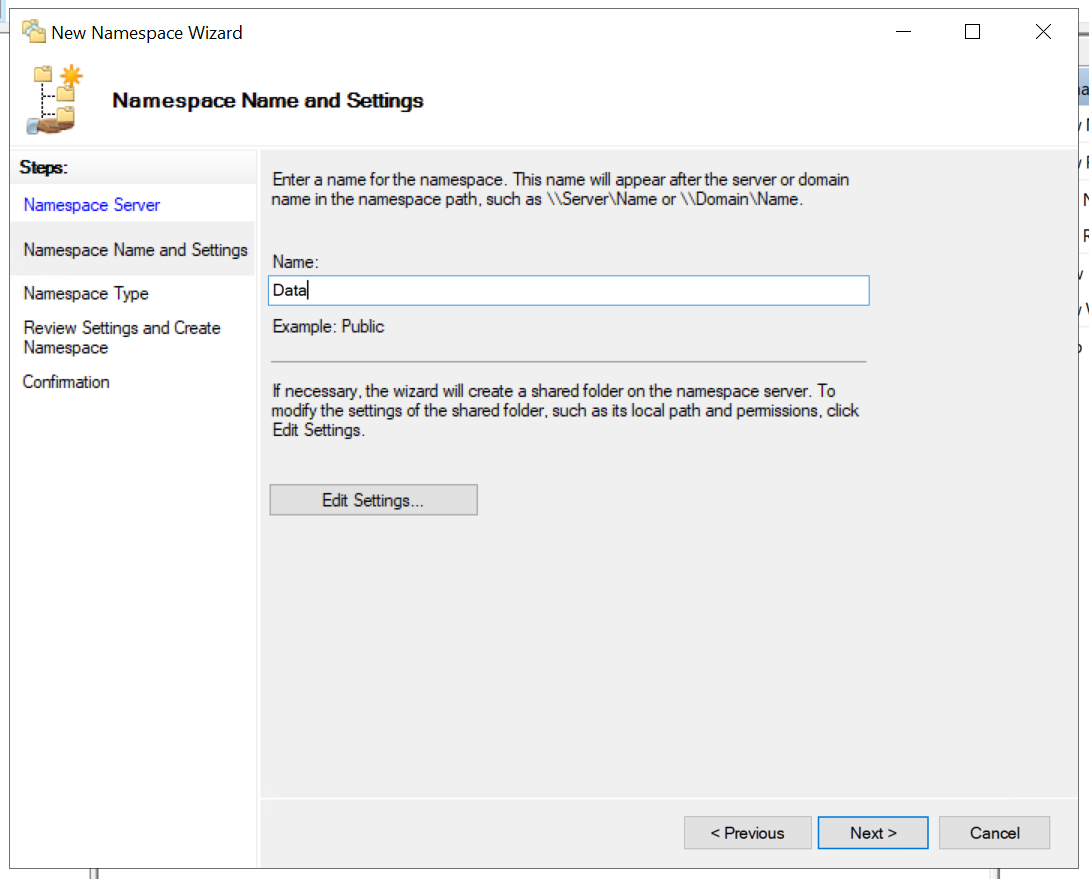 New Namespace Wizard
Namespace Name and Settings
Steps:
Namespace Server
Namespace Name and Settings
Namespace Type
Review Settings and Create
Namespace
Confirmation
Enter a name for the namespace. This name will appear after the server or domain
name in the namespace path, such as \\Server\Name or \\Domain\Name.
Name:
Data
Example: Public
If necessary, the wizard will create a shared folder on the namespace server. To
modify the settings of the shared folder, such as its local path and permissions, click
Edit Settings.
Edit Settings...
< Previous
Next >
Cancel